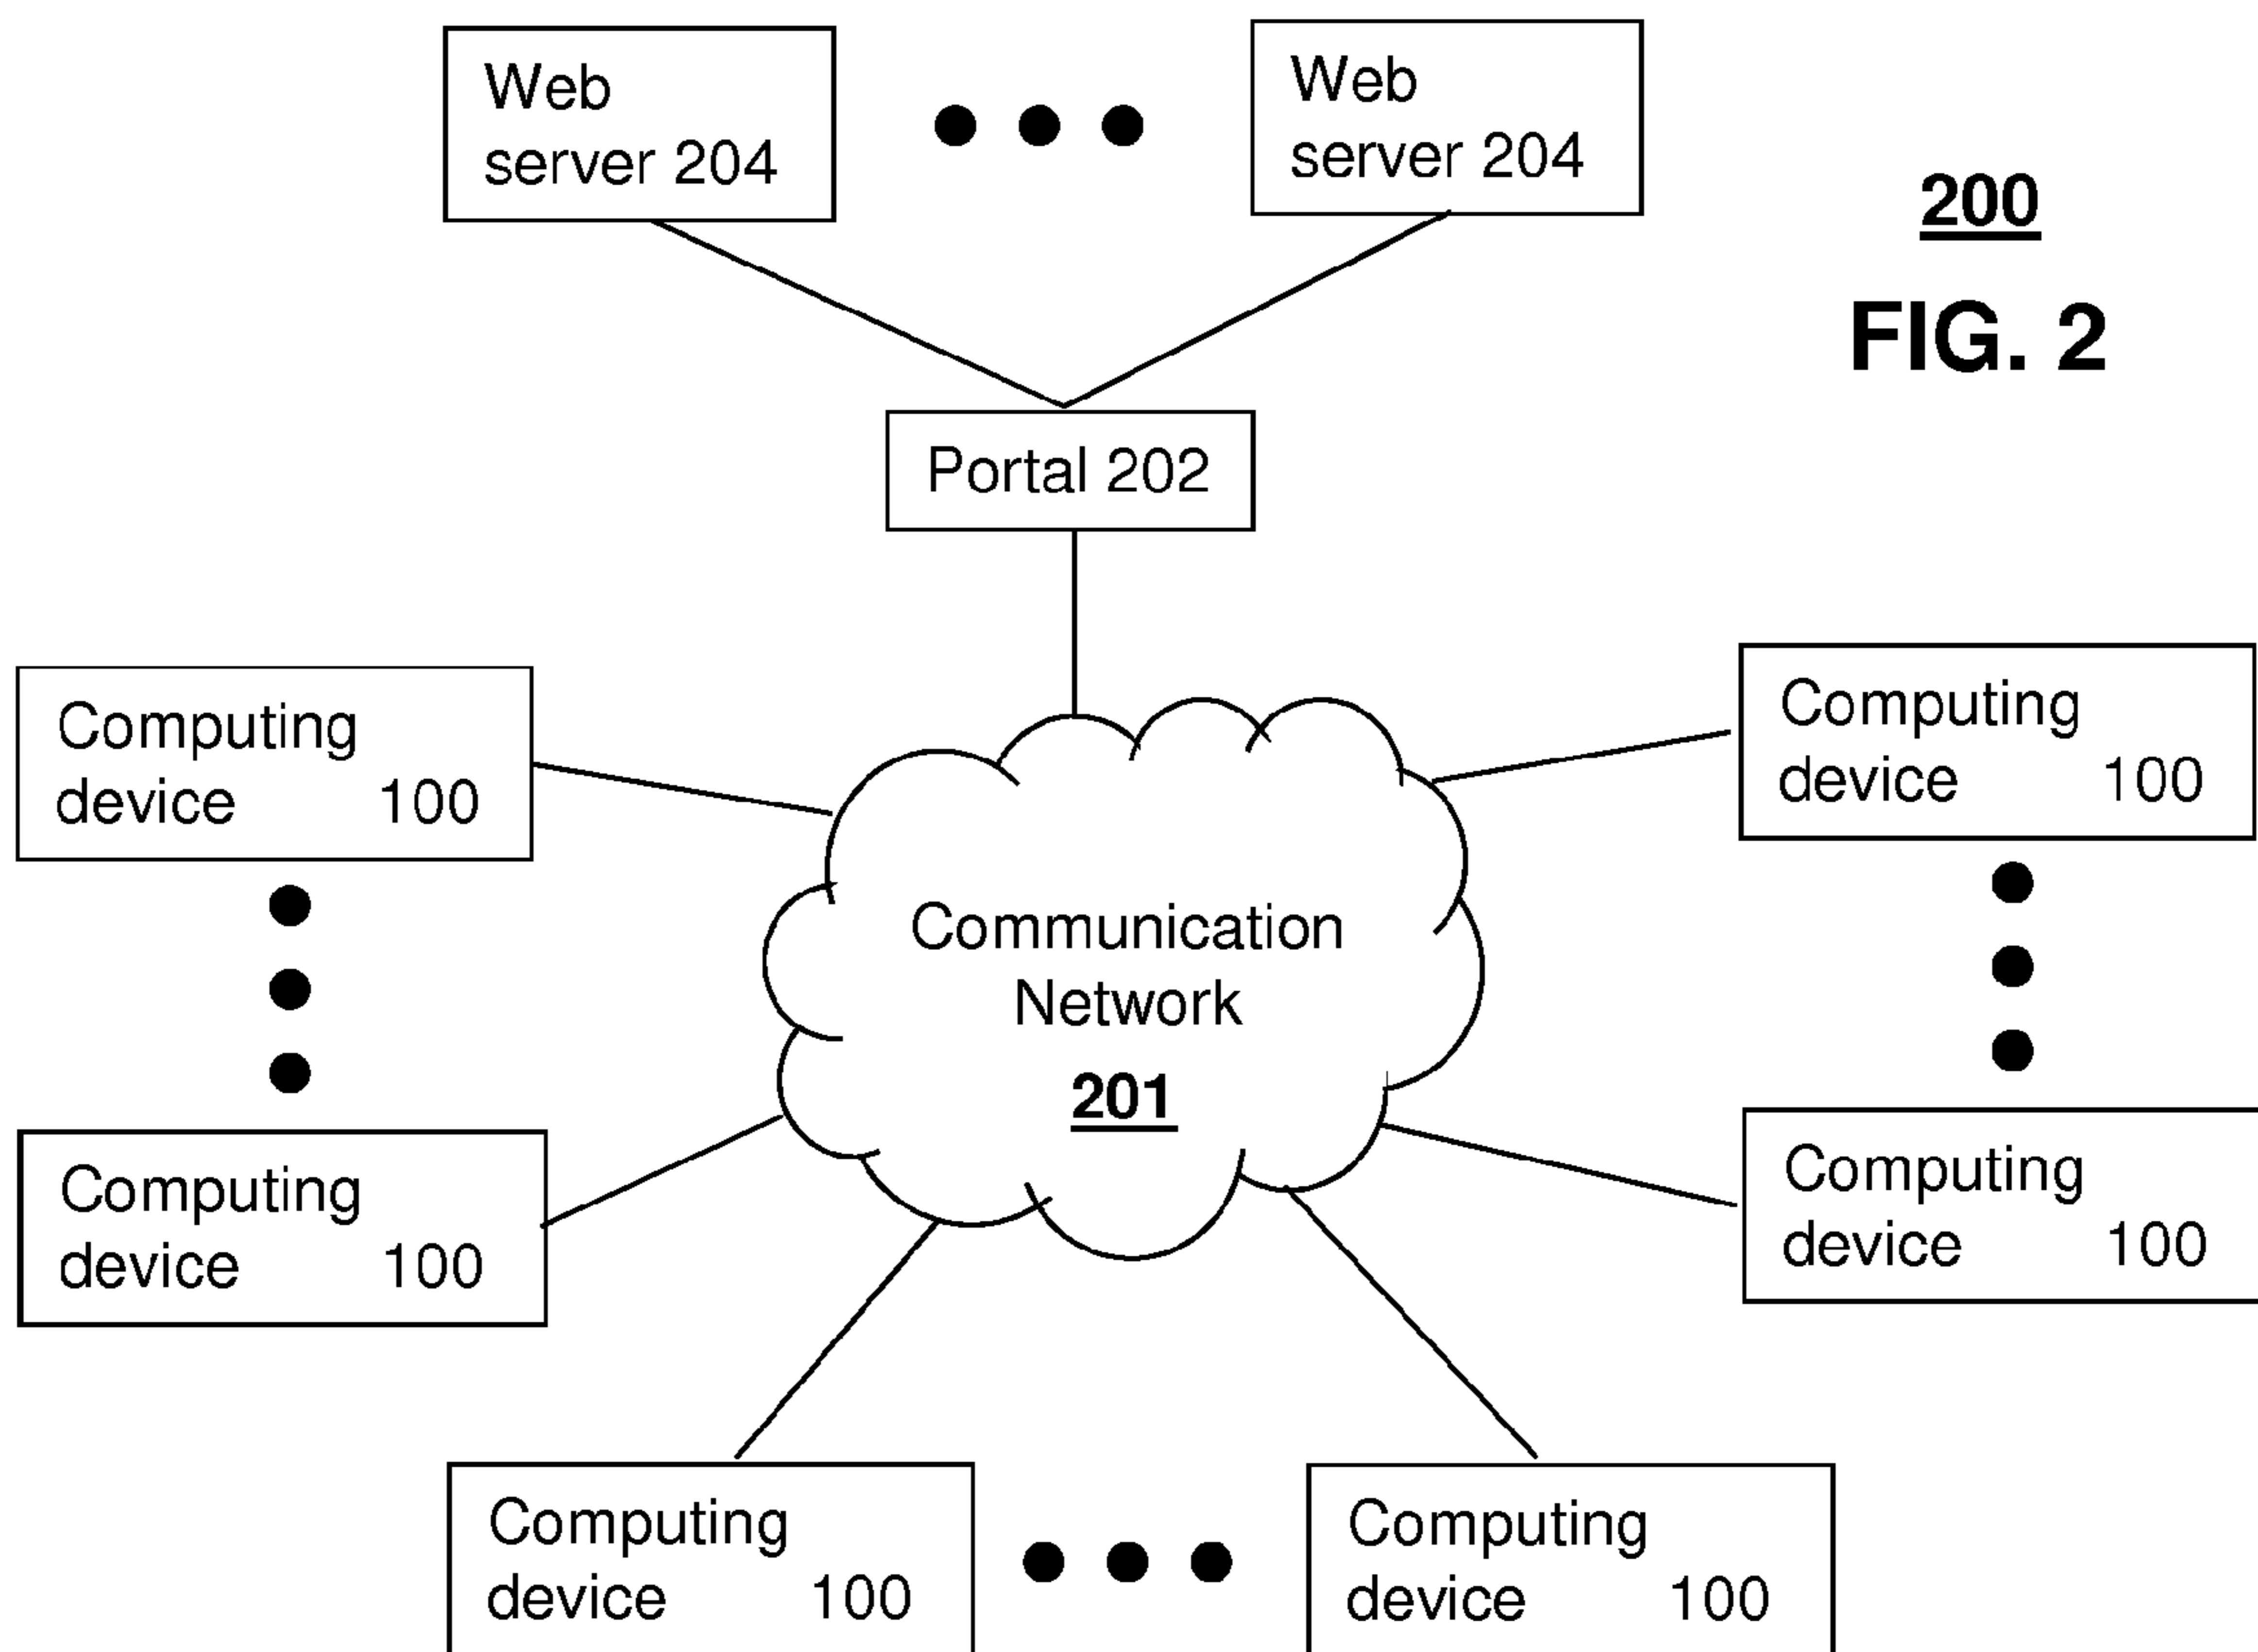 Web
server 204
Web
server 204
200
FIG. 2
Portal 202
Computing
device 100
Computing
device 100
Communication
Network
201
Computing
device 100
Computing
device 100
Computing
device 100
Computing
device 100